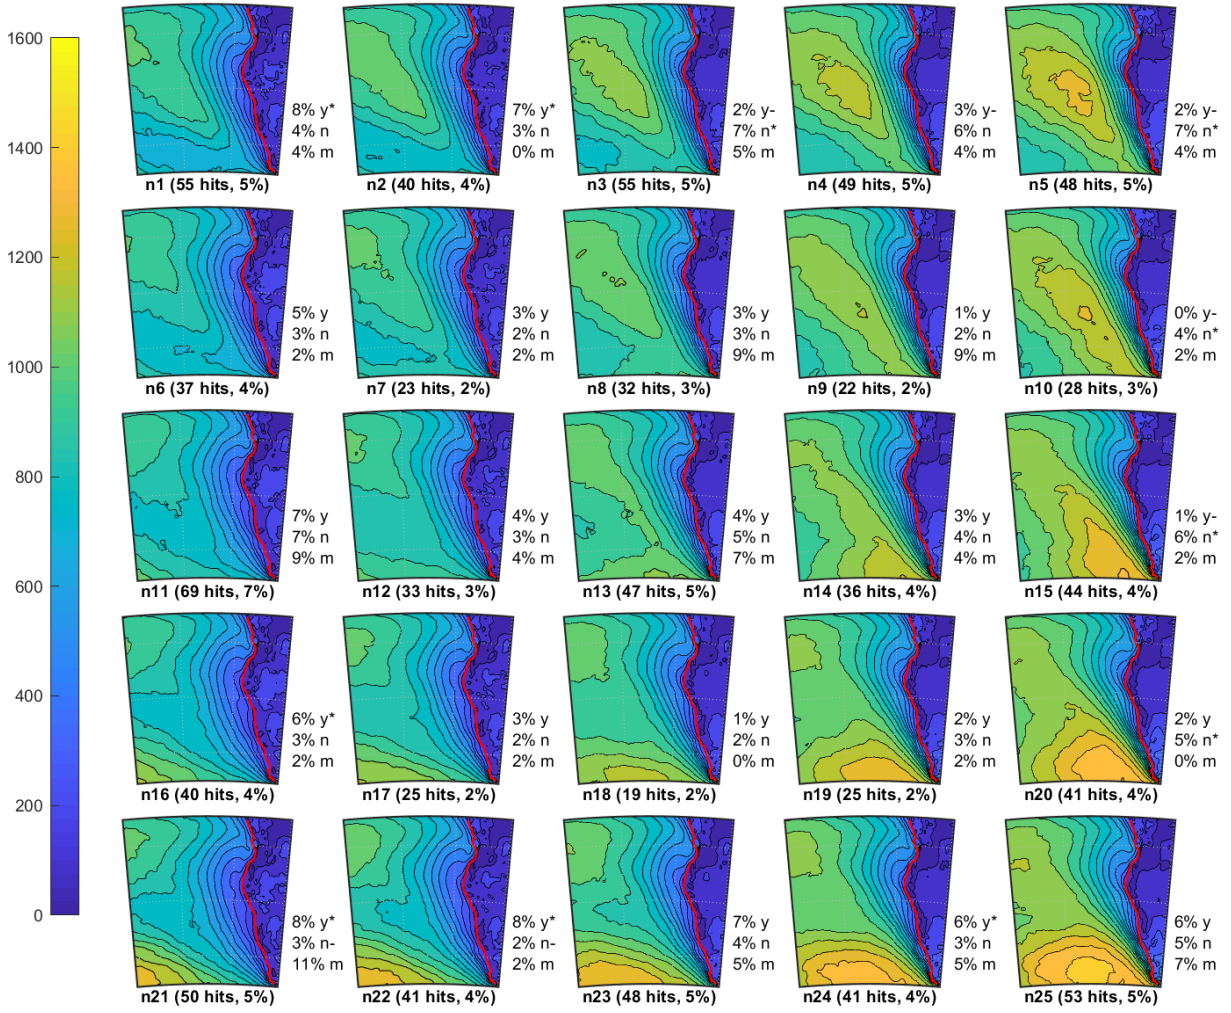 1600
1400
1200
1000
800
600
400
200
0
8% y*
4% n
4% m
n1 (55 hits, 5%)
7% y*
3% n
0% m
n2 (40 hits, 4%)
2% y-
7% n*
5% m
n3 (55 hits, 5%)
3% y-
6% n
4% m
n4 (49 hits, 5%)
2% y-
7% n*
4% m
n5 (48 hits, 5%)
5% y
3% n
2% m
n6 (37 hits, 4%)
3% y
2% n
2% m
n7 (23 hits, 2%)
3% y
3% n
9% m
n8 (32 hits, 3%)
1% y
2% n
9% m
n9 (22 hits, 2%)
0% y-
4% n*
2% m
n10 (28 hits, 3%)
7% y
7% n
9% m
n11 (69 hits, 7%)
4% y
3% n
4% m
n12 (33 hits, 3%)
4% y
5% n
7% m
n13 (47 hits, 5%)
3% y
4% n
4% m
n14 (36 hits, 4%)
1% y-
6% n*
2% m
n15 (44 hits, 4%)
6% y*
3% n
2% m
n16 (40 hits, 4%)
3% y
2% n
2% m
n17 (25 hits, 2%)
1% y
2% n
0% m
n18 (19 hits, 2%)
2% y
3% n
2% m
n19 (25 hits, 2%)
2% y
5% n*
0% m
n20 (41 hits, 4%)
8% y*
3% n-
11% m
n21 (50 hits, 5%)
8% y*
2% n-
2% m
n22 (41 hits, 4%)
7% y
4% n
5% m
n23 (48 hits, 5%)
6% y*
3% n
5% m
n24 (41 hits, 4%)
6% y
5% n
7% m
n25 (53 hits, 5%)